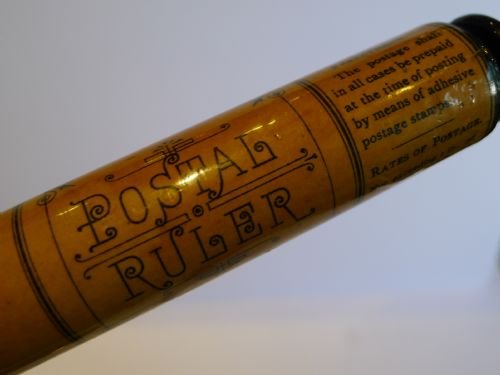 POSTAL
RULER
The postage shall
in all cases be prepaid
at the time of posting
by means of adhesive
postage stamps.
RATES OF POSTAGE.